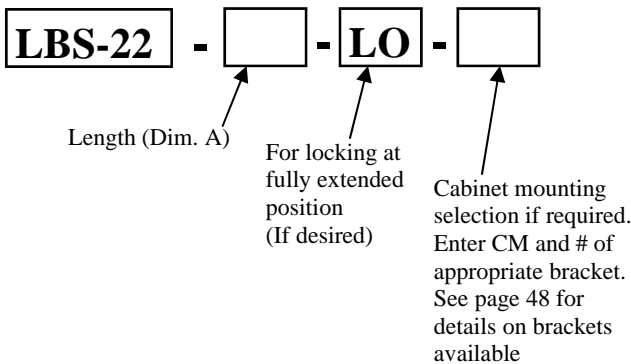 LBS-22 - - LO -
Length (Dim. A)
For locking at
fully extended
position
(If desired)
Cabinet mounting
selection if required.
Enter CM and # of
appropriate bracket.
See page 48 for
details on brackets
available